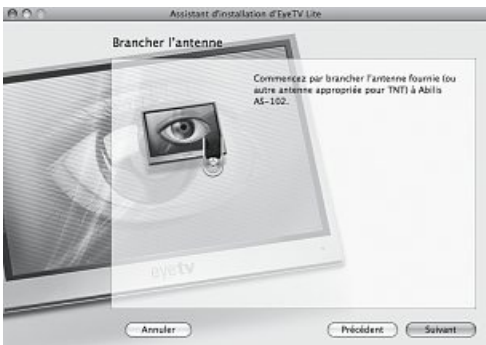 Assistant d'installation d'EyeTV Lite
Brancher l'antenne
Commencez par brancher l'antenne fournie (ou
autre antenne appropriée pour TNT) à Abilis
AS-102.
eyetv
Annuler
Précédent
Suivant